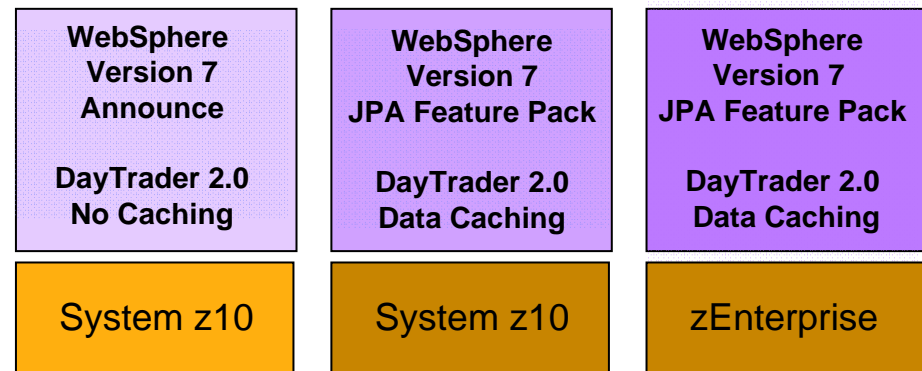 WebSphere
Version 7
Announce
DayTrader 2.0
No Caching
System z10
WebSphere
Version 7
JPA Feature Pack
DayTrader 2.0
Data Caching
System z10
WebSphere
Version 7
JPA Feature Pack
DayTrader 2.0
Data Caching
zEnterprise